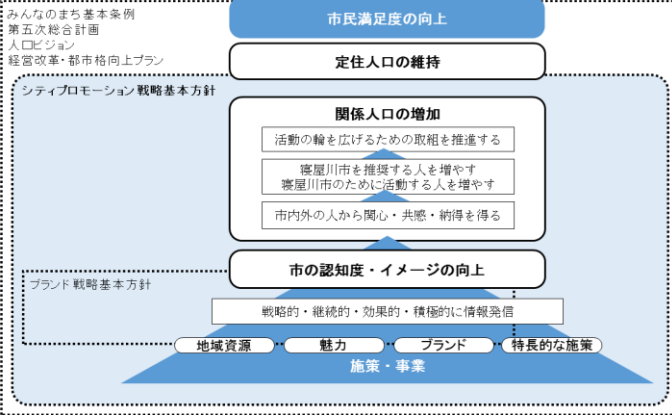 みんなのまち基本条例
第五次総合計画
人口ビジョン
経営改革・都市格向上プラン
市民満足度の向上
定住人口の維持
シティプロモーション戦略基本方針
関係人口の増加
活動の輪を広げるための取組を推進する
寝屋川市を推奨する人を増やす
寝屋川市のために活動する人を増やす
市内外の人から関心・共感・納得を得る
市の認知度・イメージの向上
ブランド戦略基本方針
戦略的・継続的・効果的・積極的に情報発信
地域資源
魅力
ブランド
特長的な施策
施策・事業